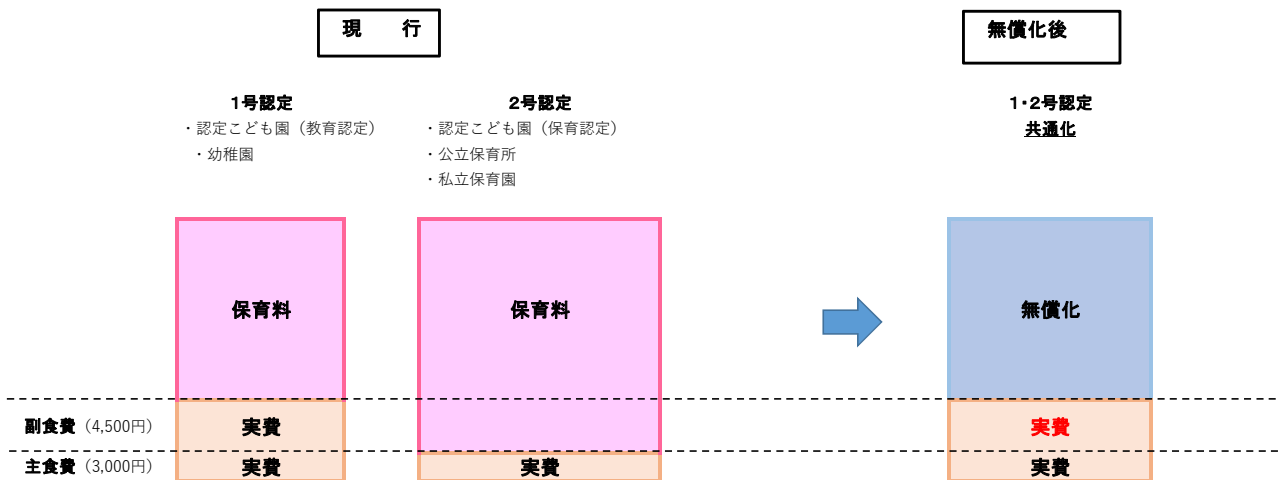 現　　行
無償化後
1号認定
・認定こども園（教育認定）
・幼稚園
2号認定
・認定こども園（保育認定）
・公立保育所
・私立保育園
1・2号認定
共通化
保育料
保育料
無償化
副食費（4,500円）
実費
実費
主食費（3,000円）
実費
実費
実費